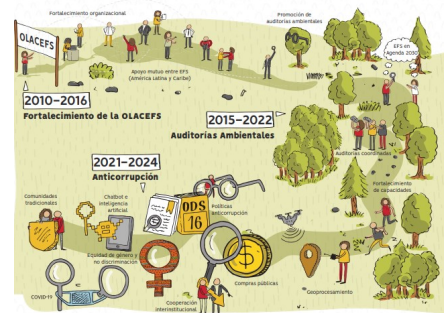 Fortalecimiento organizacional
OLACEFS
Apoyo mutuo entre EFS
(América Latina y Caribe)
Promoción de
auditorías ambientales
EFS en
Agenda 2030
2010–2016
Fortalecimiento de la OLACEFS
2015–2022
Auditorías Ambientales
Auditorías coordinadas
Fortalecimiento
de capacidades
2021–2024
Anticorrupción
Comunidades
tradicionales
Chatbot e
inteligencia
artificial
ODS
16
Políticas
anticorrupción
Equidad de género y
no discriminación
COVID-19
Cooperación
interinstitucional
Compras públicas
Geoprocesamiento